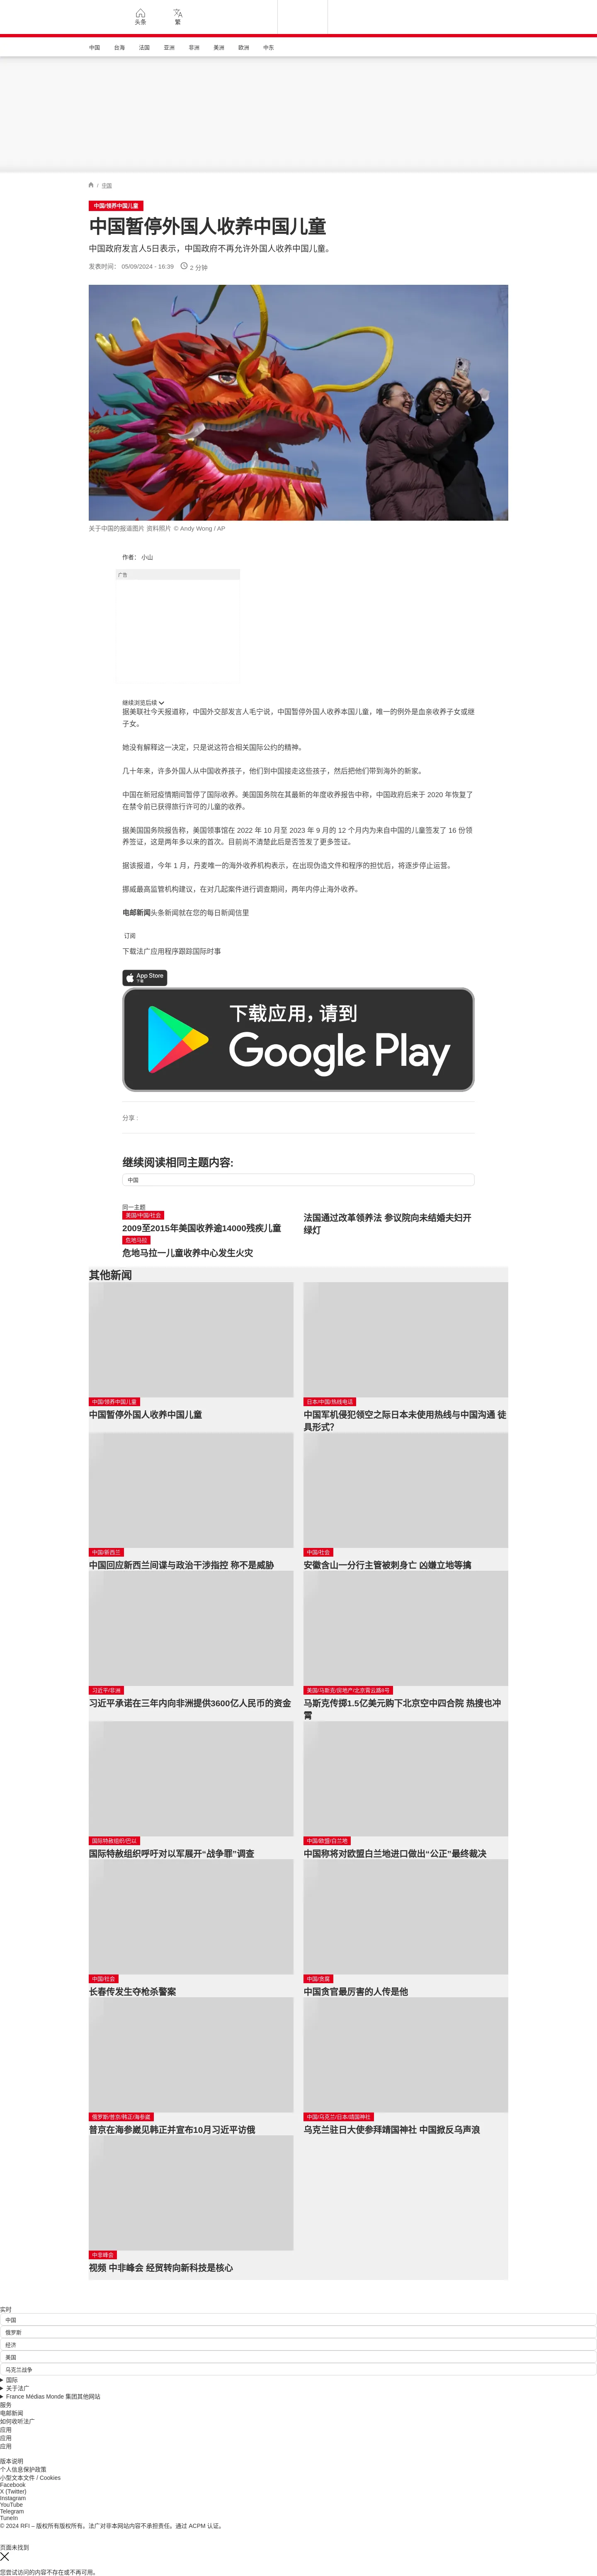 头条
繁
中国
台海
法国
亚洲
非洲
美洲
欧洲
中东
/ 中国
中国/领养中国儿童
中国暂停外国人收养中国儿童
中国政府发言人5日表示，中国政府不再允许外国人收养中国儿童。
发表时间： 05/09/2024 - 16:39 2 分钟
关于中国的报道图片 资料照片 © Andy Wong / AP
作者： 小山
广告
继续浏览后续
据美联社今天报道称，中国外交部发言人毛宁说，中国暂停外国人收养本国儿童，唯一的例外是血亲收养子女或继
子女。
她没有解释这一决定，只是说这符合相关国际公约的精神。
几十年来，许多外国人从中国收养孩子，他们到中国接走这些孩子，然后把他们带到海外的新家。
中国在新冠疫情期间暂停了国际收养。美国国务院在其最新的年度收养报告中称，中国政府后来于 2020 年恢复了
在禁令前已获得旅行许可的儿童的收养。
据美国国务院报告称，美国领事馆在 2022 年 10 月至 2023 年 9 月的 12 个月内为来自中国的儿童签发了 16 份领
养签证，这是两年多以来的首次。目前尚不清楚此后是否签发了更多签证。
据该报道，今年 1 月，丹麦唯一的海外收养机构表示，在出现伪造文件和程序的担忧后，将逐步停止运营。
挪威最高监管机构建议，在对几起案件进行调查期间，两年内停止海外收养。
电邮新闻头条新闻就在您的每日新闻信里
订阅
下载法广应用程序跟踪国际时事
App Store
下载
下载应用，请到
Google Play
分享 :
继续阅读相同主题内容:
中国
同一主题
美国/中国/社会
2009至2015年美国收养逾14000残疾儿童
法国通过改革领养法 参议院向未结婚夫妇开
绿灯
危地马拉
危地马拉一儿童收养中心发生火灾
其他新闻
中国/领养中国儿童
中国暂停外国人收养中国儿童
日本/中国/热线电话
中国军机侵犯领空之际日本未使用热线与中国沟通 徒
具形式？
中国/新西兰
中国回应新西兰间谍与政治干涉指控 称不是威胁
中国/社会
安徽含山一分行主管被刺身亡 凶嫌立地等擒
习近平/非洲
习近平承诺在三年内向非洲提供3600亿人民币的资金
美国/马斯克/房地产/北京霄云路8号
马斯克传掷1.5亿美元购下北京空中四合院 热搜也冲
霄
国际特赦组织/巴以
国际特赦组织呼吁对以军展开“战争罪”调查
中国/欧盟/白兰地
中国称将对欧盟白兰地进口做出“公正”最终裁决
中国/社会
长春传发生夺枪杀警案
中国/贪腐
中国贪官最厉害的人传是他
俄罗斯/普京/韩正/海参崴
普京在海参崴见韩正并宣布10月习近平访俄
中国/乌克兰/日本/靖国神社
乌克兰驻日大使参拜靖国神社 中国掀反乌声浪
中非峰会
视频 中非峰会 经贸转向新科技是核心
实时
中国
俄罗斯
经济
美国
乌克兰战争
国际
关于法广
France Médias Monde 集团其他网站
服务
电邮新闻
如何收听法广
应用
应用
应用
版本说明
个人信息保护政策
小型文本文件 / Cookies
Facebook
X (Twitter)
Instagram
YouTube
Telegram
TuneIn
© 2024 RFI – 版权所有版权所有。法广对非本网站内容不承担责任。通过 ACPM 认证。
页面未找到
您尝试访问的内容不存在或不再可用。